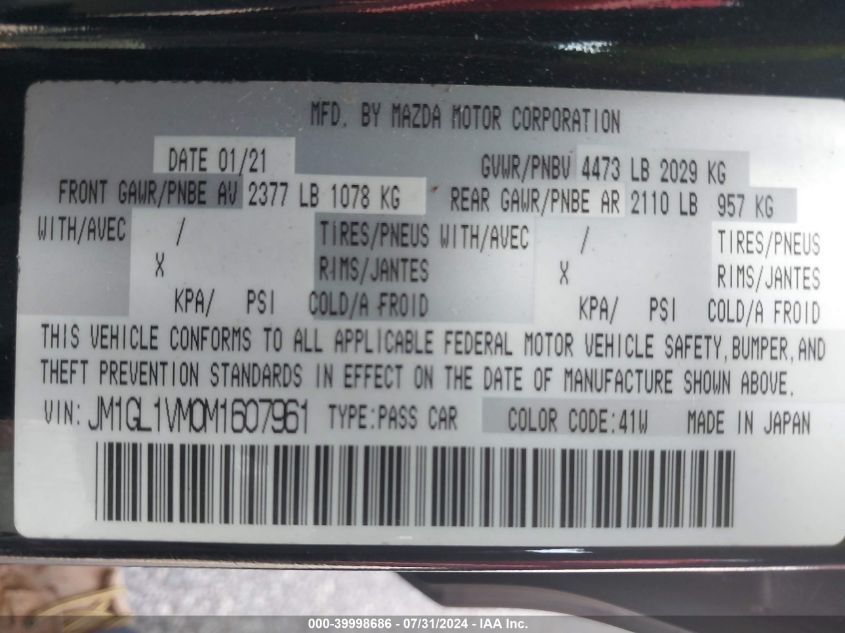 MFD. BY MAZDA MOTOR CORPORATION
DATE 01/21 GVWR/PNBV 4473 LB 2029 KG
FRONT GAWR/PNBE AV 2377 LB 1078 KG REAR GAWR/PNBE AR 2110 LB 957 KG
WITH/AVEC / TIRES/PNEUS WITH/AVEC / TIRES/PNEUS
X RIMS/JANTES X RIMS/JANTES
KPA/ PSI COLD/A FROID KPA/ PSI COLD/A FROID
THIS VEHICLE CONFORMS TO ALL APPLICABLE FEDERAL MOTOR VEHICLE SAFETY,BUMPER,AND
THEFT PREVENTION STANDARDS IN EFFECT ON THE DATE OF MANUFACTURE SHOWN ABOVE.
VIN: JM1GL1VM0M1607961 TYPE:PASS CAR COLOR CODE:41W MADE IN JAPAN
000-39998686 - 07/31/2024 - IAA Inc.